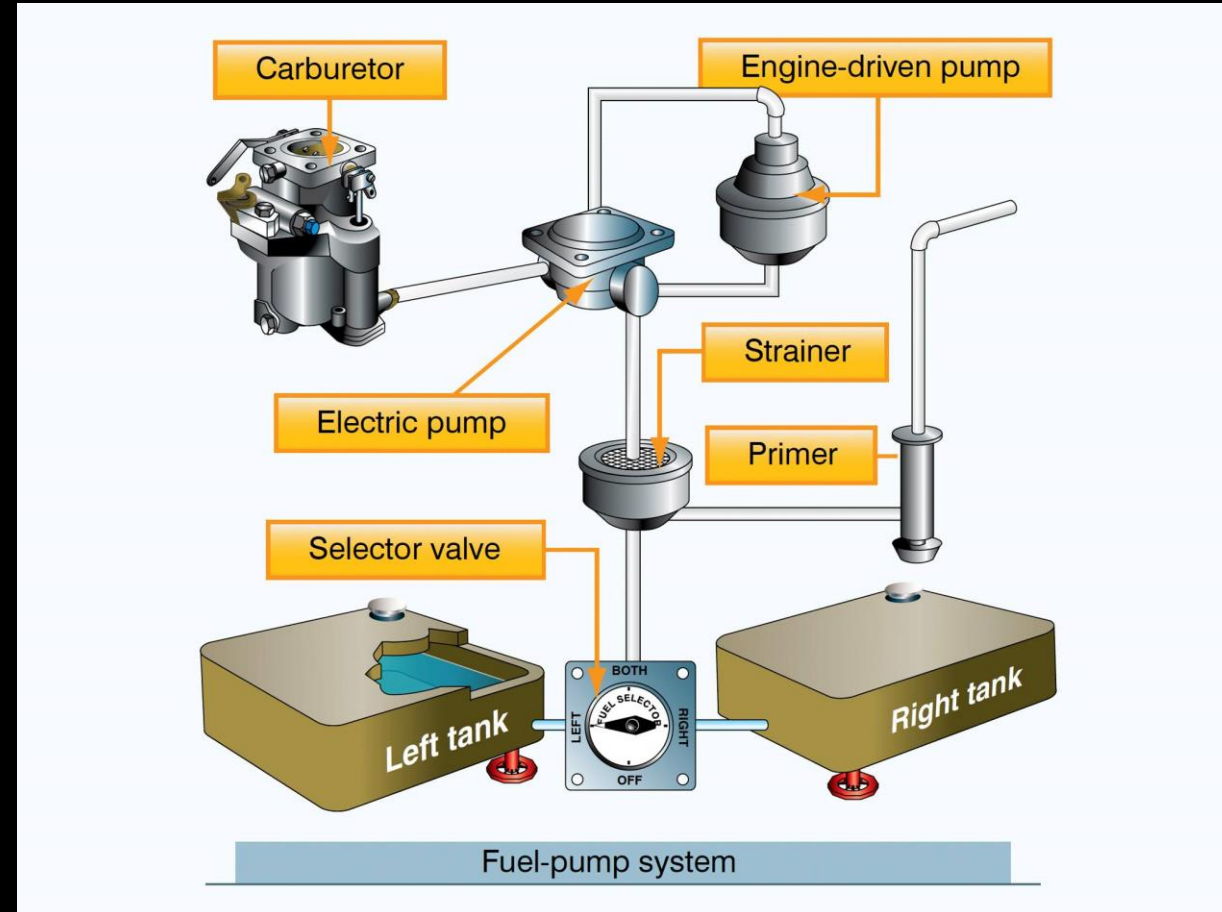 Carburetor
Engine-driven pump
Strainer
Electric pump
Primer
Selector valve
BOTH
LEFT
FUEL SELECTOR
RIGHT
OFF
Left tank
Right tank
Fuel-pump system